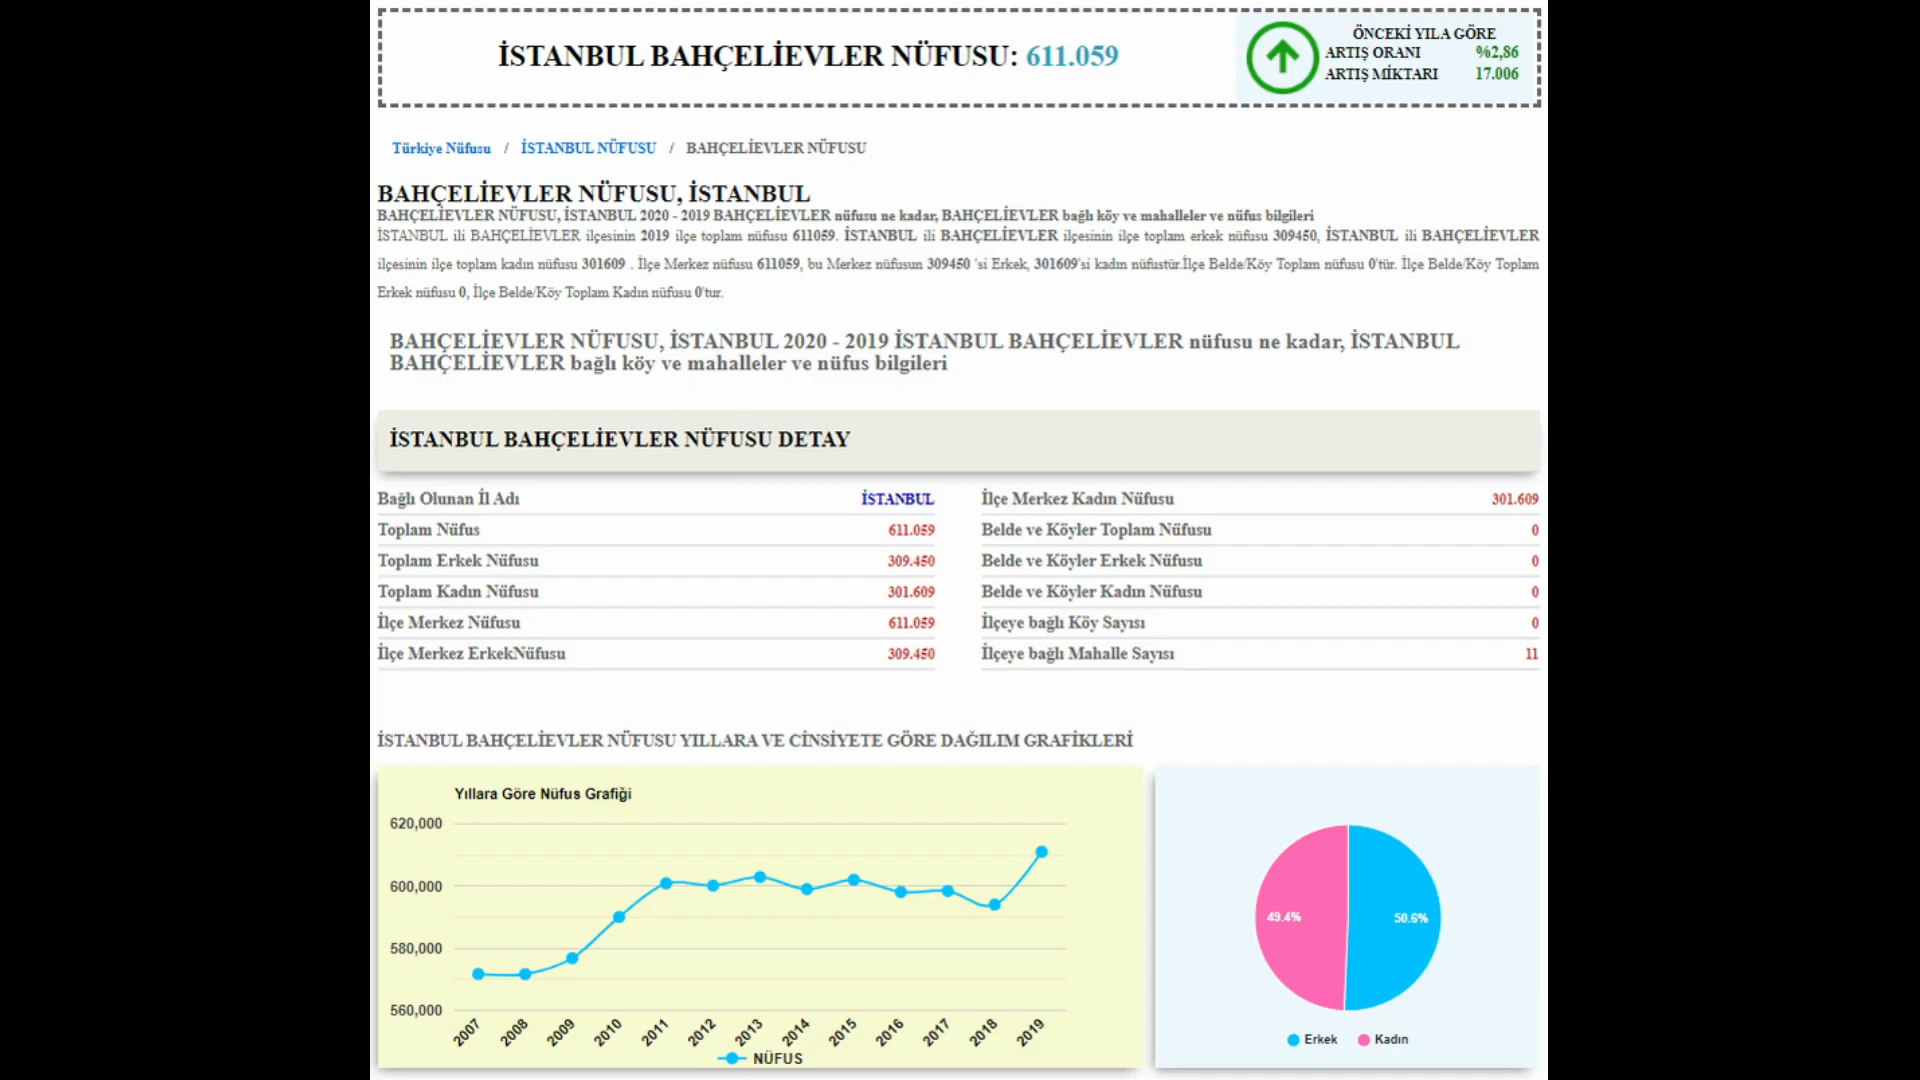 İSTANBUL BAHÇELİEVLER NÜFUSU: 611.059
ÖNCEKİ YILA GÖRE
ARTIŞ ORANI %2,86
ARTIŞ MİKTARI 17.006
Türkiye Nüfusu / İSTANBUL NÜFUSU / BAHÇELİEVLER NÜFUSU
BAHÇELİEVLER NÜFUSU, İSTANBUL
BAHÇELİEVLER NÜFUSU, İSTANBUL 2020 - 2019 BAHÇELİEVLER nüfusu ne kadar, BAHÇELİEVLER bağlı köy ve mahalleler ve nüfus bilgileri
İSTANBUL ili BAHÇELİEVLER ilçesinin 2019 ilçe toplam nüfusu 611059. İSTANBUL ili BAHÇELİEVLER ilçesinin ilçe toplam erkek nüfusu 309450, İSTANBUL ili BAHÇELİEVLER
ilçesinin ilçe toplam kadın nüfusu 301609 . İlçe Merkez nüfusu 611059, bu Merkez nüfusun 309450 'si Erkek, 301609'si kadın nüfustür.İlçe Belde/Köy Toplam nüfusu 0'tür. İlçe Belde/Köy Toplam
Erkek nüfusu 0, İlçe Belde/Köy Toplam Kadın nüfusu 0'tur.
BAHÇELİEVLER NÜFUSU, İSTANBUL 2020 - 2019 İSTANBUL BAHÇELİEVLER nüfusu ne kadar, İSTANBUL
BAHÇELİEVLER bağlı köy ve mahalleler ve nüfus bilgileri
İSTANBUL BAHÇELİEVLER NÜFUSU DETAY
Bağlı Olunan İl Adı İSTANBUL
Toplam Nüfus 611.059
Toplam Erkek Nüfusu 309.450
Toplam Kadın Nüfusu 301.609
İlçe Merkez Nüfusu 611.059
İlçe Merkez ErkekNüfusu 309.450
İlçe Merkez Kadın Nüfusu 301.609
Belde ve Köyler Toplam Nüfusu 0
Belde ve Köyler Erkek Nüfusu 0
Belde ve Köyler Kadın Nüfusu 0
İlçeye bağlı Köy Sayısı 0
İlçeye bağlı Mahalle Sayısı 11
İSTANBUL BAHÇELİEVLER NÜFUSU YILLARA VE CİNSİYETE GÖRE DAĞILIM GRAFİKLERİ
Yıllara Göre Nüfus Grafiği
620,000
600,000
580,000
560,000
2007 2008 2009 2010 2011 2012 2013 2014 2015 2016 2017 2018 2019
NÜFUS
49.4% 50.6%
Erkek Kadın